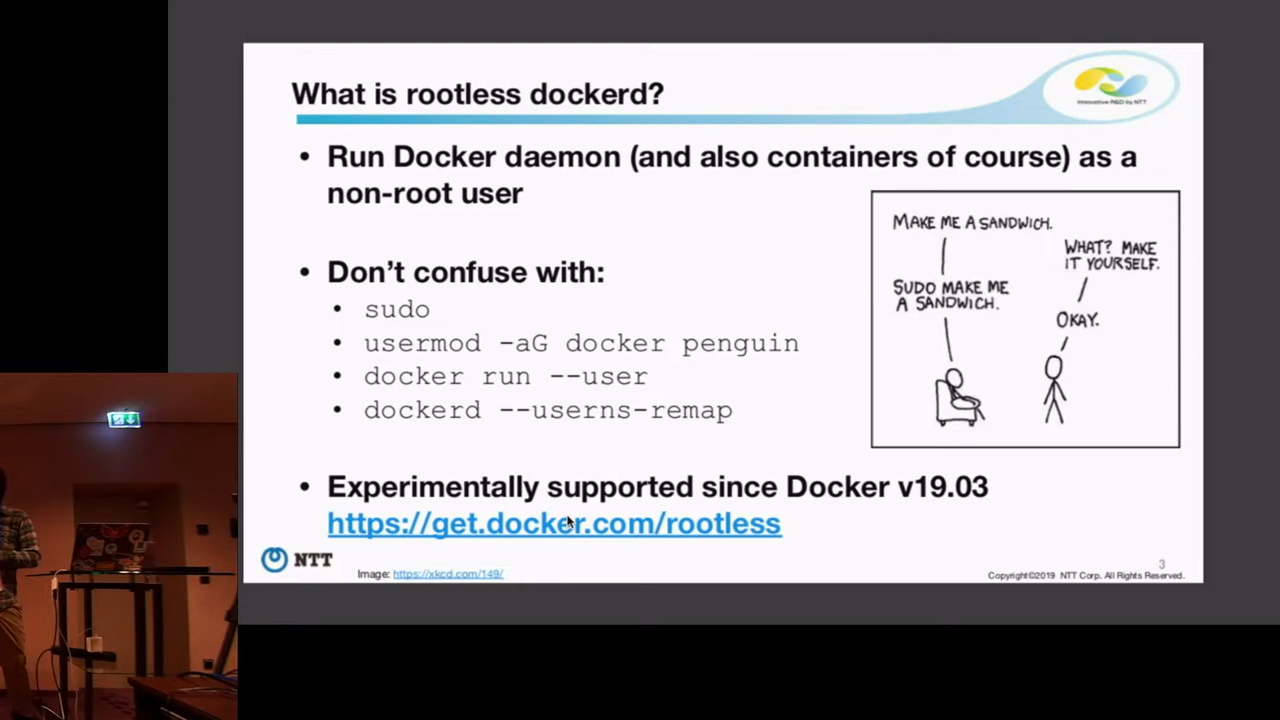 What is rootless dockerd?
Innovative R&D by NTT
• Run Docker daemon (and also containers of course) as a
non-root user
• Don’t confuse with:
• sudo
• usermod -aG docker penguin
• docker run --user
• dockerd --userns-remap
MAKE ME A SANDWICH.
WHAT? MAKE
IT YOURSELF.
SUDO MAKE ME
A SANDWICH.
OKAY.
• Experimentally supported since Docker v19.03
https://get.docker.com/rootless
NTT
Image: https://xkcd.com/149/
3
Copyright©2019 NTT Corp. All Rights Reserved.